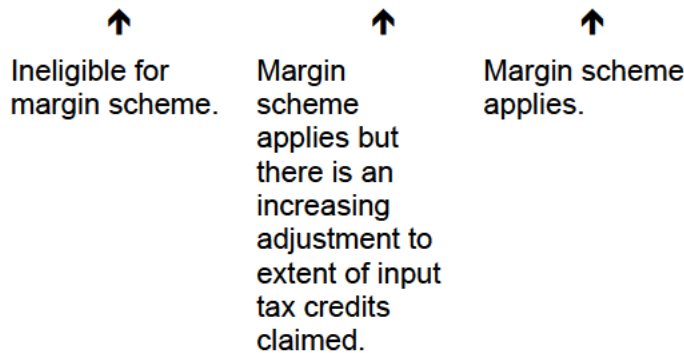 Ineligible for
margin scheme.
Margin
scheme
applies but
there is an
increasing
adjustment to
extent of input
tax credits
claimed.
Margin scheme
applies.